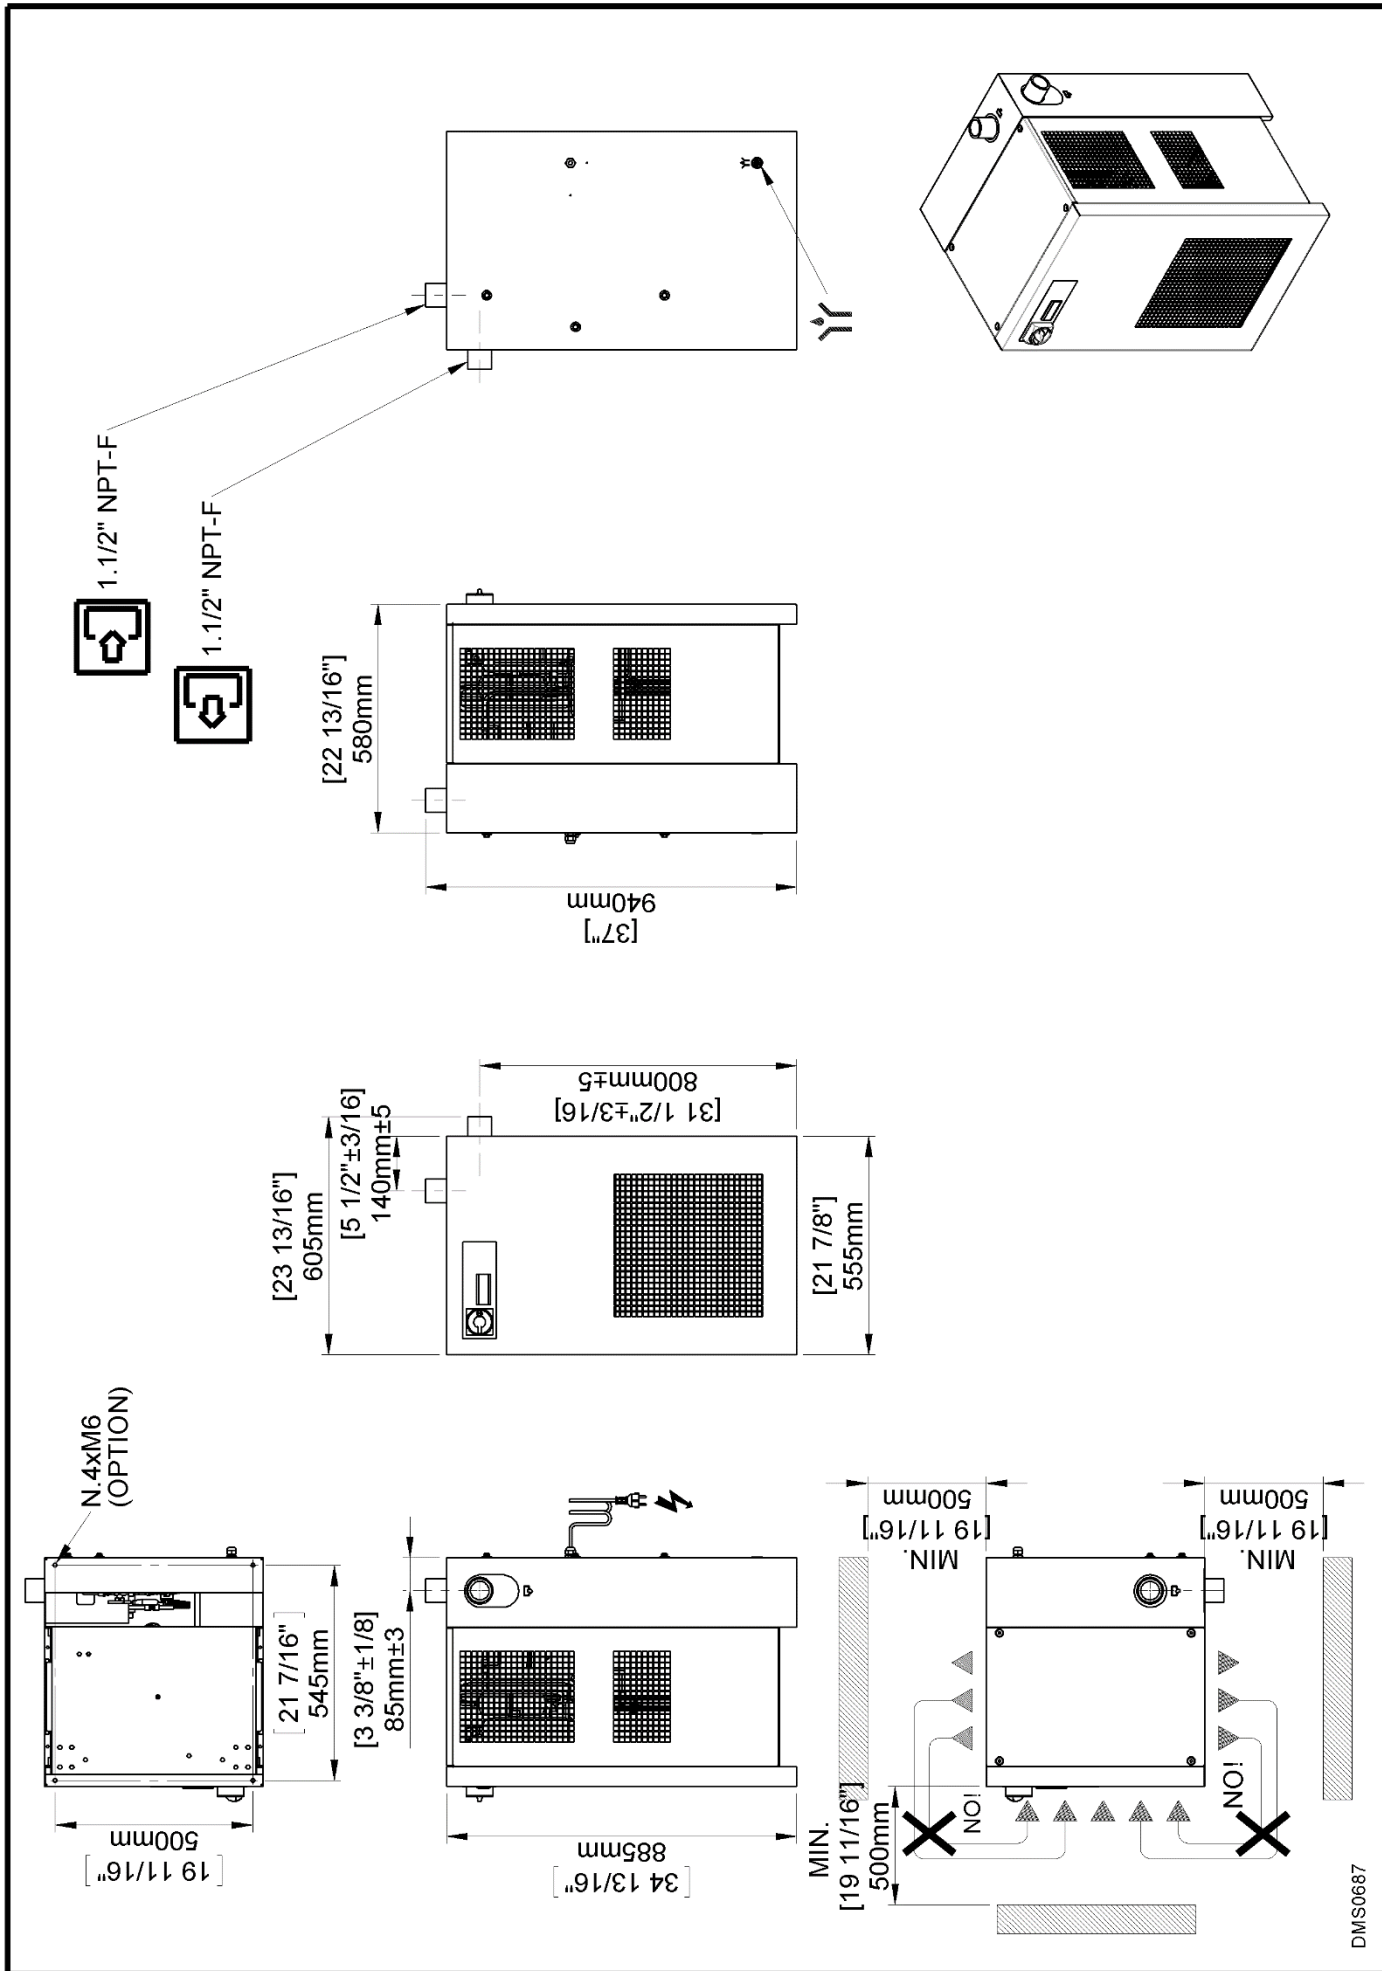 N.4xM6
(OPTION)
[19 11/16"]
500mm
[21 7/16"]
545mm
[3 3/8"±1/8]
85mm±3
[34 13/16"]
885mm
[23 13/16"]
605mm
[5 1/2"±3/16]
140mm±5
[31 1/2"±3/16]
800mm±5
[21 7/8"]
555mm
[22 13/16"]
580mm
[37"]
940mm
1.1/2" NPT-F
1.1/2" NPT-F
MIN.
[19 11/16"]
500mm
MIN.
[19 11/16"]
500mm
MIN.
[19 11/16"]
500mm
NO!
NO!
DMS0687